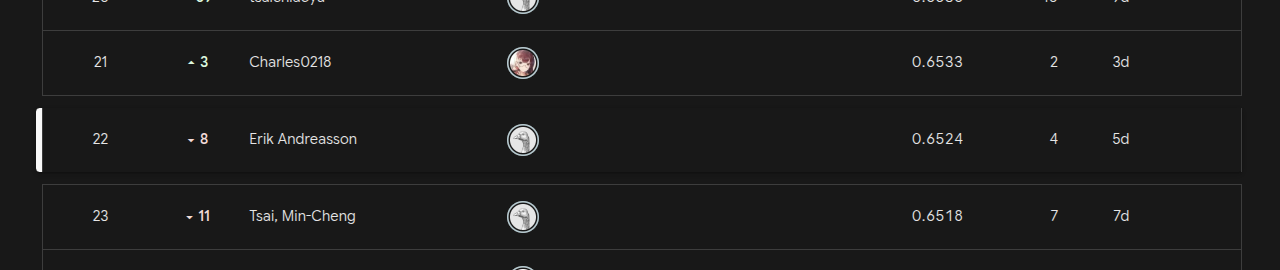 21 3 Charles0218 0.6533 2 3d
22 8 Erik Andreasson 0.6524 4 5d
23 11 Tsai, Min-Cheng 0.6518 7 7d